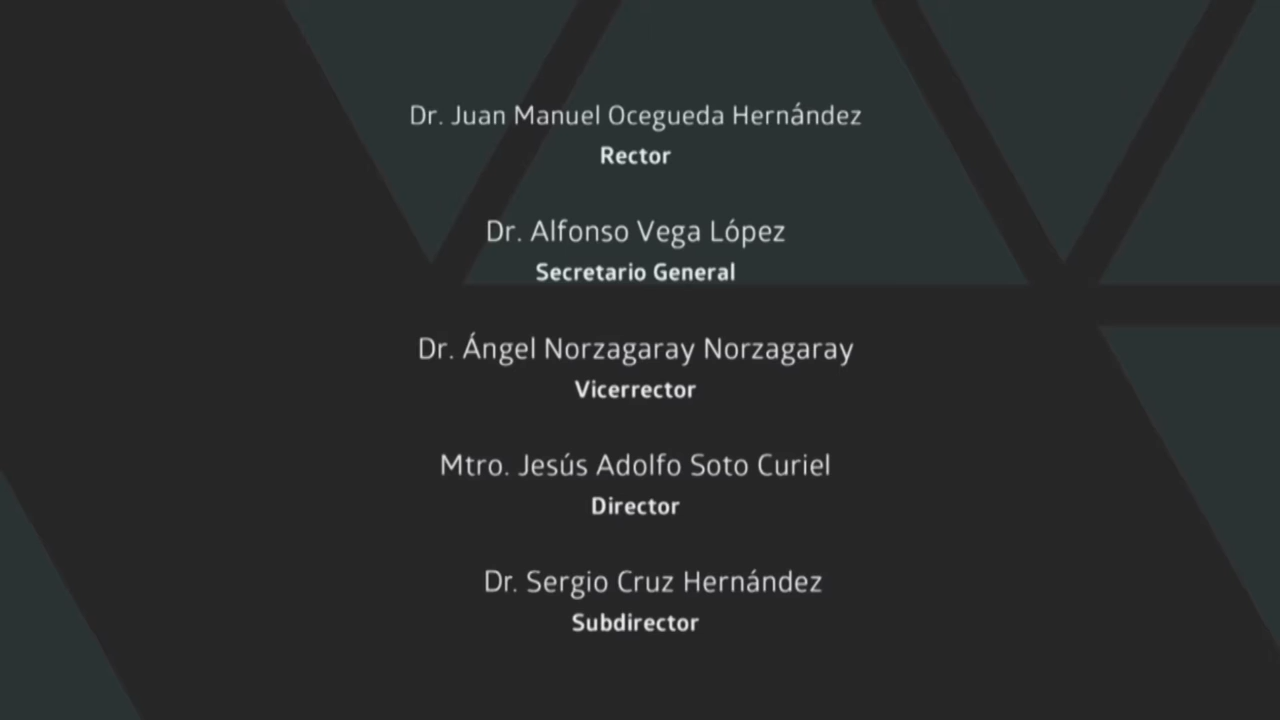 Dr. Juan Manuel Ocegueda Hernández
Rector
Dr. Alfonso Vega López
Secretario General
Dr. Ángel Norzagaray Norzagaray
Vicerrector
Mtro. Jesús Adolfo Soto Curiel
Director
Dr. Sergio Cruz Hernández
Subdirector